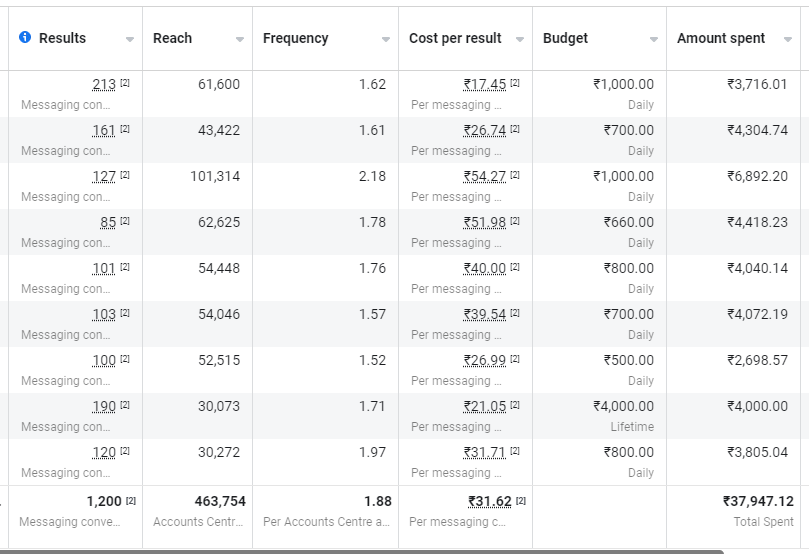 Results Reach Frequency Cost per result Budget Amount spent
213 [2] 61,600 1.62 ₹17.45 [2] ₹1,000.00 ₹3,716.01
Messaging con... Per messaging ... Daily
161 [2] 43,422 1.61 ₹26.74 [2] ₹700.00 ₹4,304.74
Messaging con... Per messaging ... Daily
127 [2] 101,314 2.18 ₹54.27 [2] ₹1,000.00 ₹6,892.20
Messaging con... Per messaging ... Daily
85 [2] 62,625 1.78 ₹51.98 [2] ₹660.00 ₹4,418.23
Messaging con... Per messaging ... Daily
101 [2] 54,448 1.76 ₹40.00 [2] ₹800.00 ₹4,040.14
Messaging con... Per messaging ... Daily
103 [2] 54,046 1.57 ₹39.54 [2] ₹700.00 ₹4,072.19
Messaging con... Per messaging ... Daily
100 [2] 52,515 1.52 ₹26.99 [2] ₹500.00 ₹2,698.57
Messaging con... Per messaging ... Daily
190 [2] 30,073 1.71 ₹21.05 [2] ₹4,000.00 ₹4,000.00
Messaging con... Per messaging ... Lifetime
120 [2] 30,272 1.97 ₹31.71 [2] ₹800.00 ₹3,805.04
Messaging con... Per messaging ... Daily
1,200 [2] 463,754 1.88 ₹31.62 [2] ₹37,947.12
Messaging conve... Accounts Centr... Per Accounts Centre a... Per messaging c... Total Spent